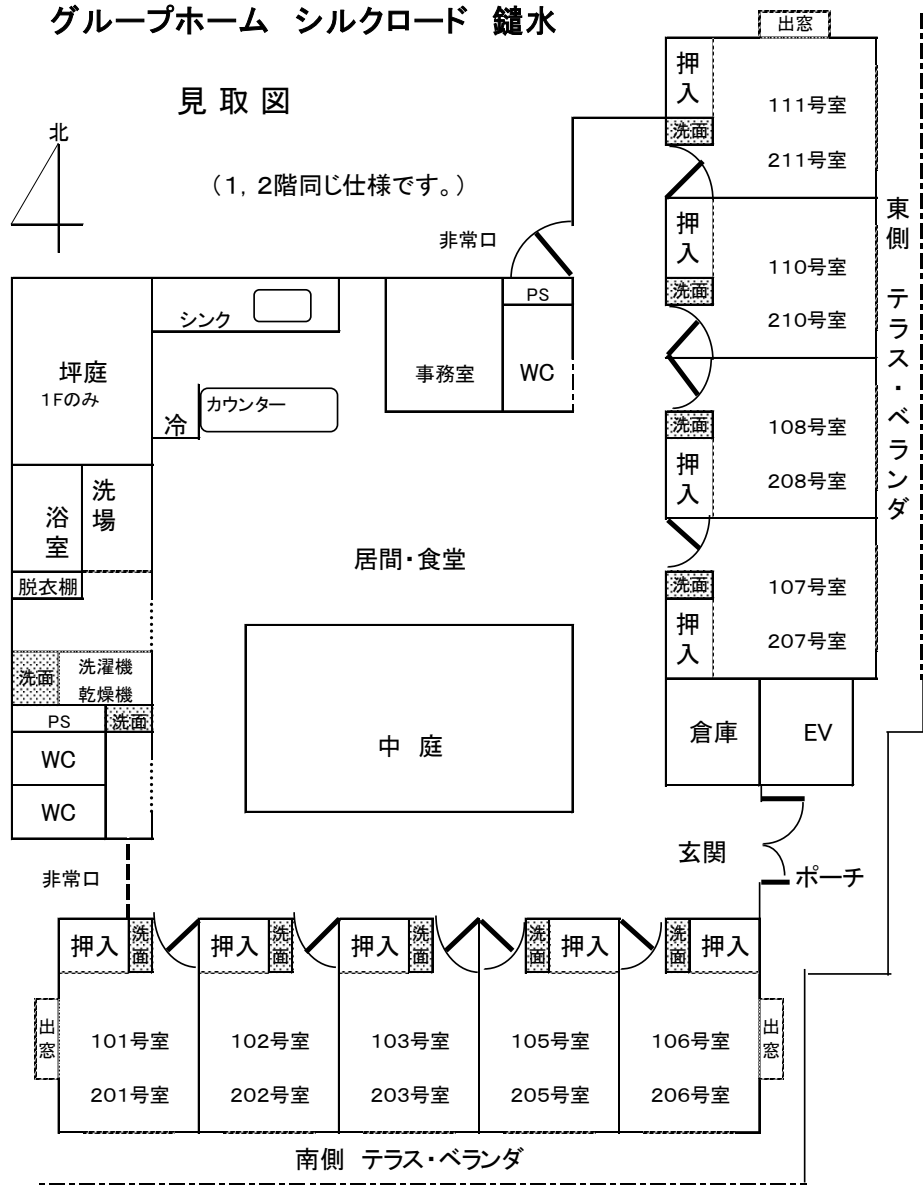 グループホーム シルクロード 鑓水
見取図
北
(1,2階同じ仕様です。)
出窓
押入
洗面
111号室
211号室
非常口
押入
洗面
110号室
210号室
東側 テラス・ベランダ
坪庭
1Fのみ
シンク
冷
カウンター
事務室
PS
WC
洗面
押入
108号室
208号室
浴室
洗場
脱衣棚
居間・食堂
洗面
押入
107号室
207号室
洗面
洗濯機
乾燥機
PS
洗面
WC
WC
中庭
倉庫
EV
玄関
ポーチ
非常口
押入
洗面
押入
洗面
押入
洗面
洗面
押入
洗面
押入
出窓
101号室
201号室
102号室
202号室
103号室
203号室
105号室
205号室
106号室
206号室
出窓
南側 テラス・ベランダ